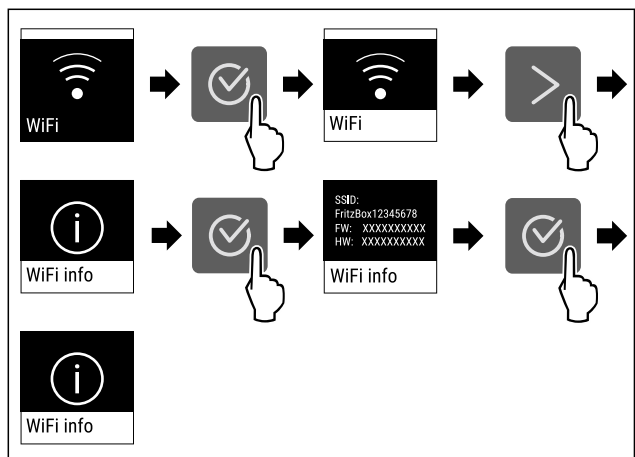 WiFi
WiFi
i
WiFi info
SSID:
FritzBox12345678
FW: XXXXXXXXXX
HW: XXXXXXXXXX
WiFi info
i
WiFi info